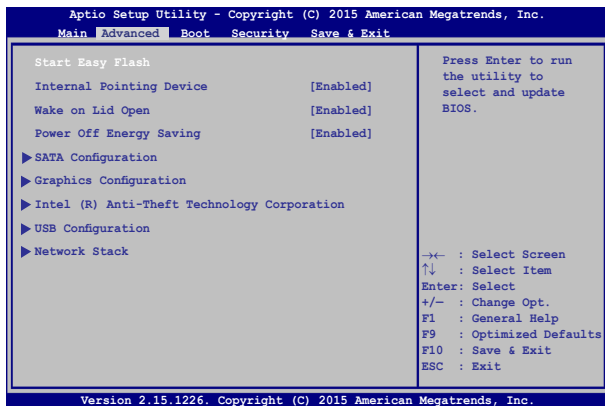 Aptio Setup Utility - Copyright (C) 2015 American Megatrends, Inc.
Main Advanced Boot Security Save & Exit
Start Easy Flash
Internal Pointing Device [Enabled]
Wake on Lid Open [Enabled]
Power Off Energy Saving [Enabled]
SATA Configuration
Graphics Configuration
Intel (R) Anti-Theft Technology Corporation
USB Configuration
Network Stack
Press Enter to run
the utility to
select and update
BIOS.
→← : Select Screen
↑↓ : Select Item
Enter: Select
+/— : Change Opt.
F1 : General Help
F9 : Optimized Defaults
F10 : Save & Exit
ESC : Exit
Version 2.15.1226. Copyright (C) 2015 American Megatrends, Inc.